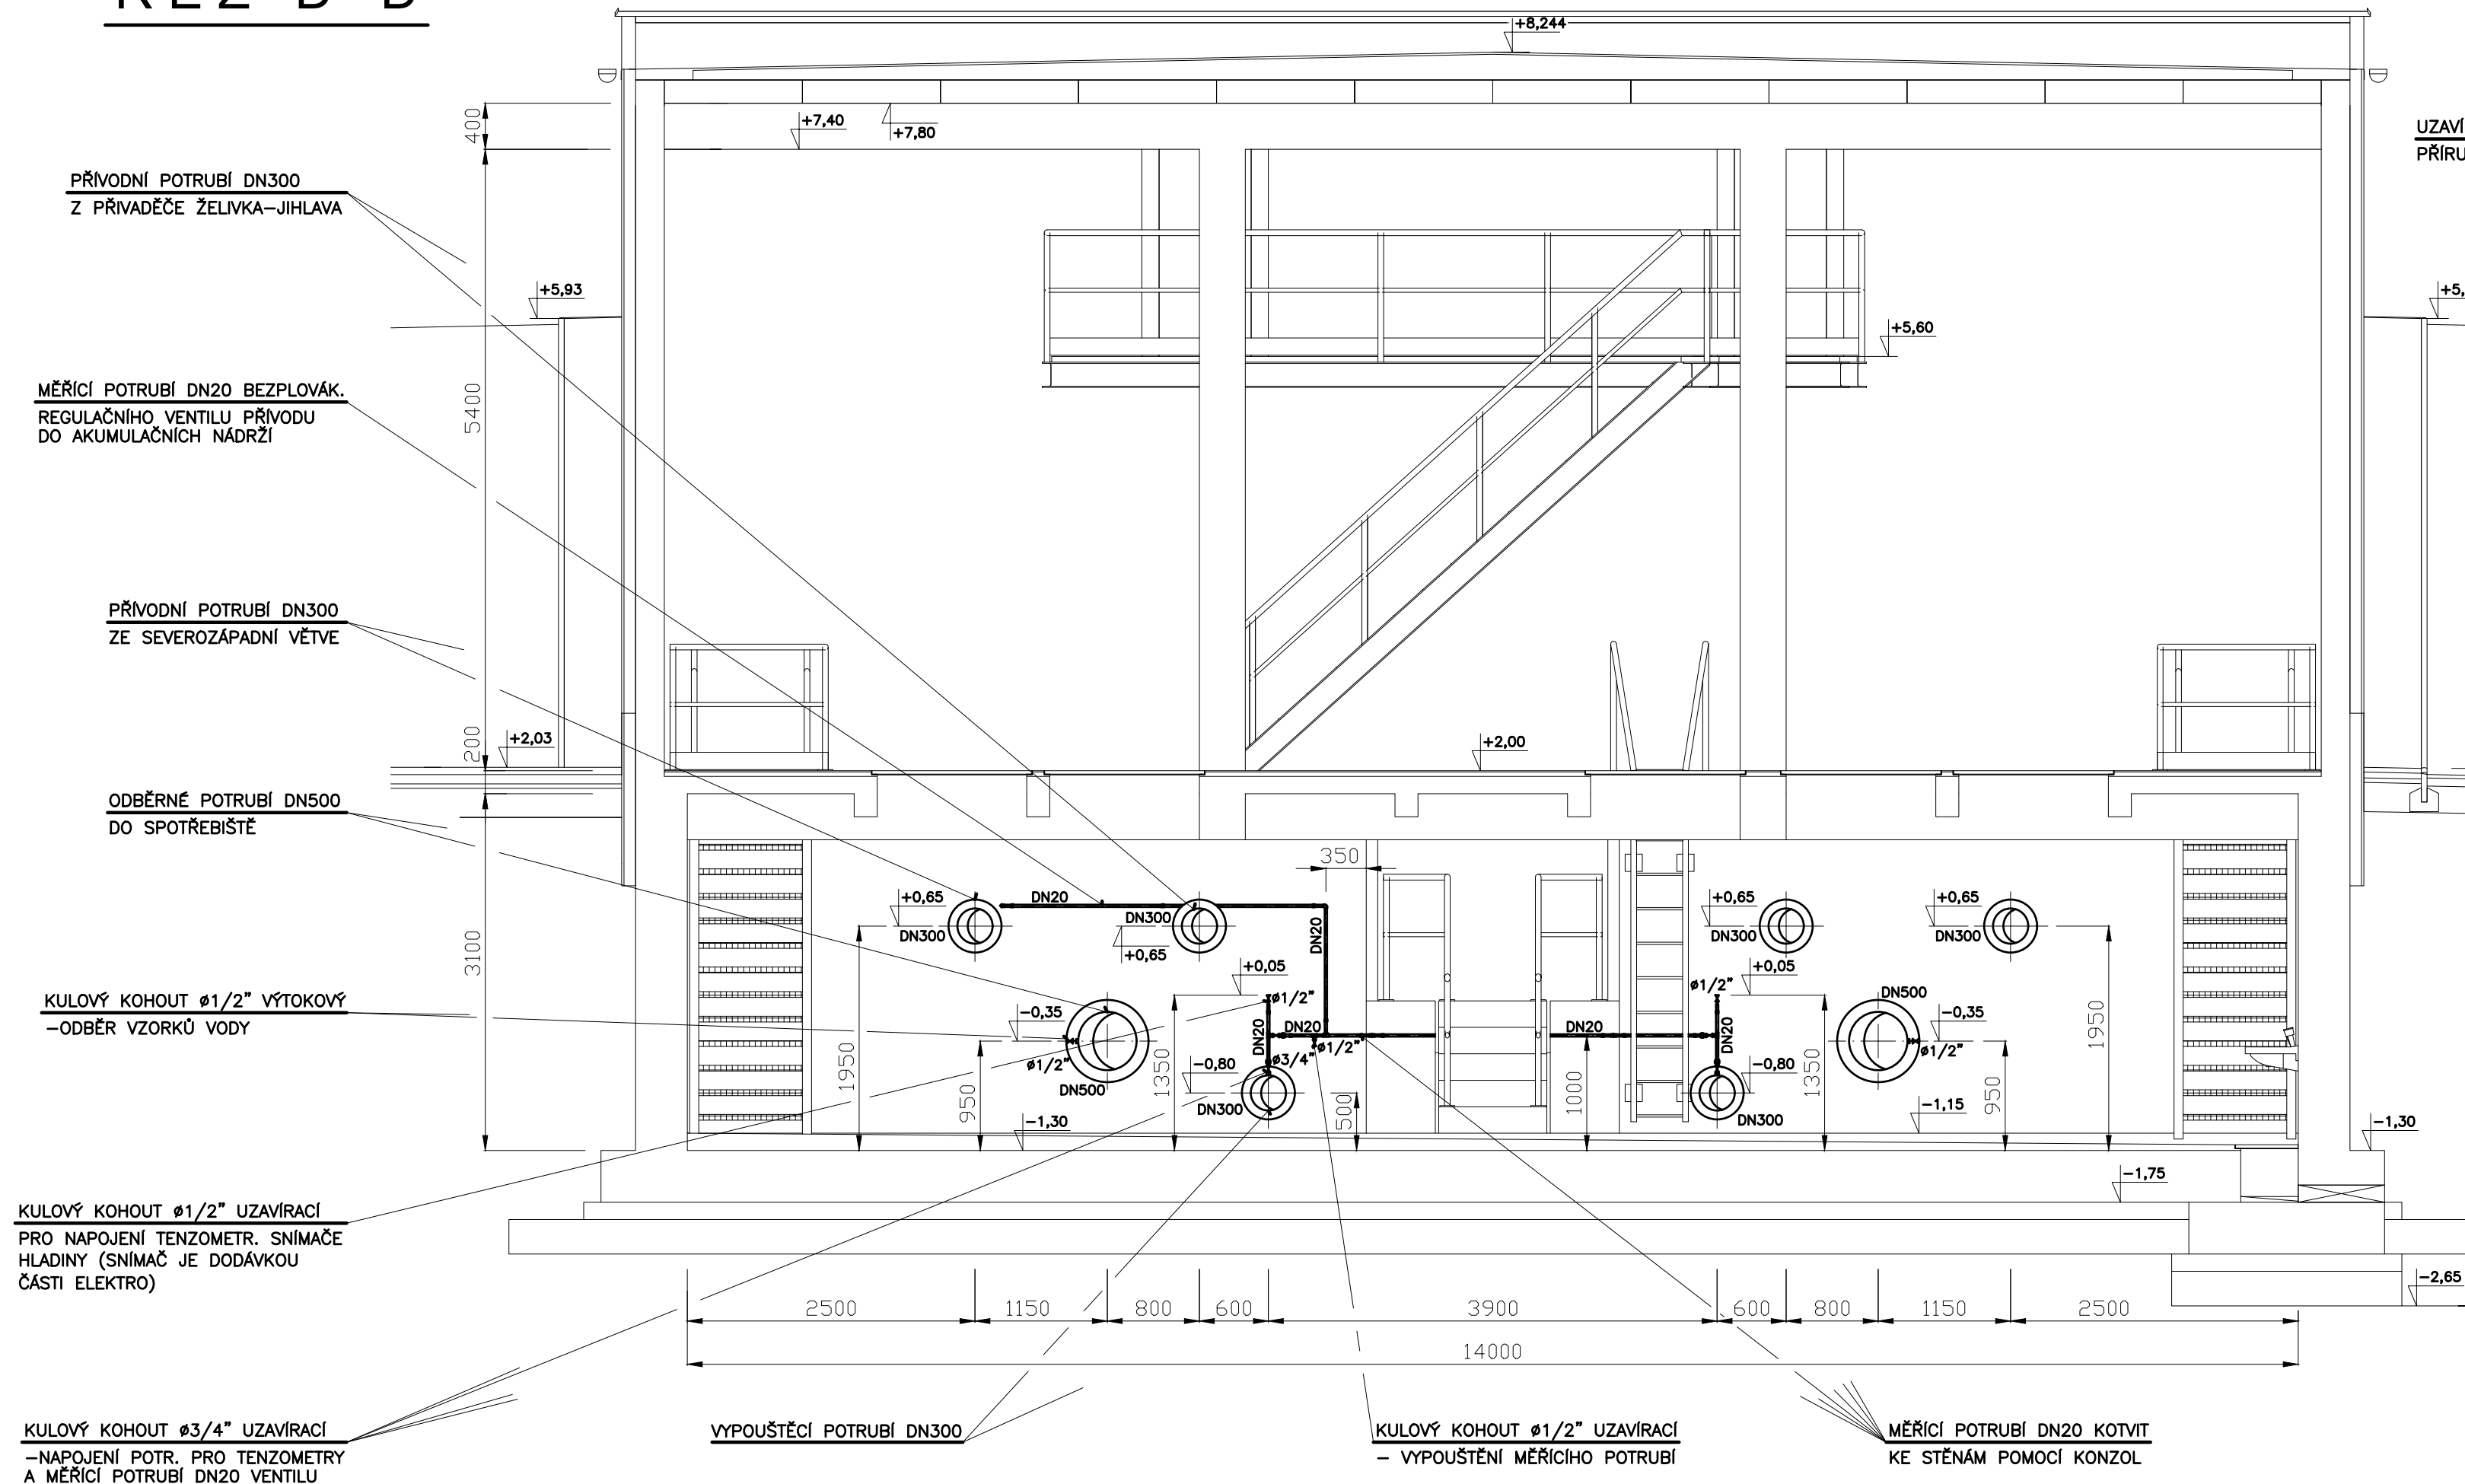 +8,244
400
+7,40
+7,80
PŘÍVODNÍ POTRUBÍ DN300
Z PŘIVADĚČE ŽELIVKA–JIHLAVA
+5,93
+5,60
MĚŘÍCÍ POTRUBÍ DN20 BEZPLOVÁK.
REGULAČNÍHO VENTILU PŘÍVODU
DO AKUMULAČNÍCH NÁDRŽÍ
5400
PŘÍVODNÍ POTRUBÍ DN300
ZE SEVEROZÁPADNÍ VĚTVE
200
+2,03
+2,00
ODBĚRNÉ POTRUBÍ DN500
DO SPOTŘEBIŠTĚ
3100
350
+0,65
DN20
DN300
DN300
+0,65
DN20
+0,65
DN300
+0,65
DN300
KULOVÝ KOHOUT ø1/2” VÝTOKOVÝ
–ODBĚR VZORKŮ VODY
+0,05
ø1/2”
–0,35
ø1/2”
DN500
DN20
DN20
ø1/2”
ø3/4”
–0,80
DN300
DN20
+0,05
ø1/2”
DN20
–0,80
DN300
DN500
–0,35
ø1/2”
1950
950
1350
500
1000
1350
950
1950
–1,30
–1,15
–1,30
–1,75
–2,65
KULOVÝ KOHOUT ø1/2” UZAVÍRACÍ
PRO NAPOJENÍ TENZOMETR. SNÍMAČE
HLADINY (SNÍMAČ JE DODÁVKOU
ČÁSTI ELEKTRO)
2500 1150 800 600 3900 600 800 1150 2500
14000
KULOVÝ KOHOUT ø3/4” UZAVÍRACÍ
–NAPOJENÍ POTR. PRO TENZOMETRY
A MĚŘÍCÍ POTRUBÍ DN20 VENTILU
VYPOUŠTĚCÍ POTRUBÍ DN300
KULOVÝ KOHOUT ø1/2” UZAVÍRACÍ
– VYPOUŠTĚNÍ MĚŘÍCÍHO POTRUBÍ
MĚŘÍCÍ POTRUBÍ DN20 KOTVIT
KE STĚNÁM POMOCÍ KONZOL